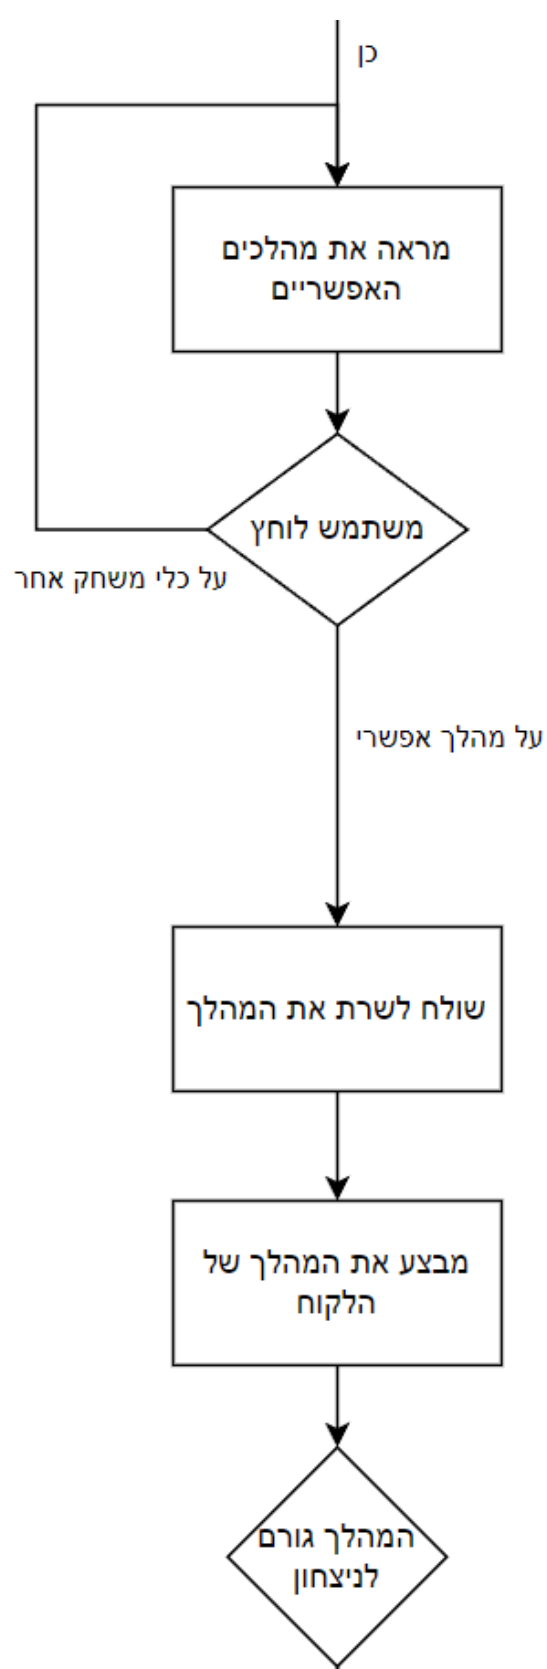 כן
מראה את מהלכים
האפשריים
משתמש לוחץ
על כלי משחק אחר
על מהלך אפשרי
שולח לשרת את המהלך
מבצע את המהלך של
הלקוח
המהלך גורם
לניצחון